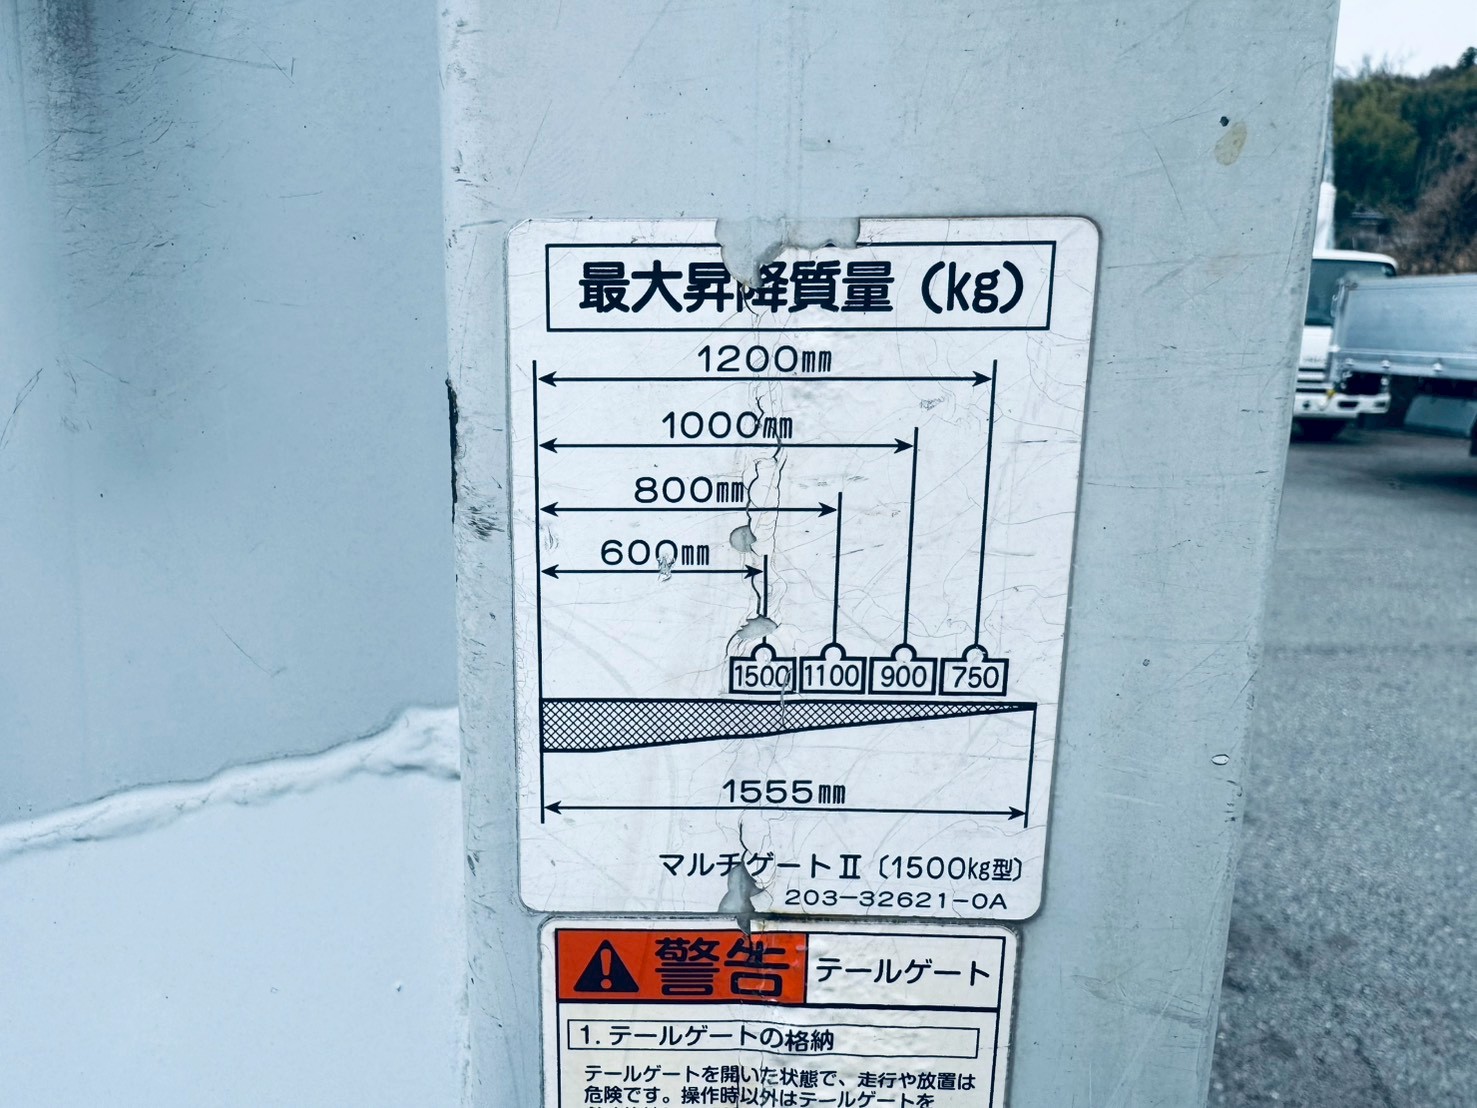 最大昇降質量(kg)
1200mm
1000mm
800mm
600mm
1500 1100 900 750
1555mm
マルチゲートⅡ〔1500kg型〕
203-32621-0A
警告 テールゲート
1. テールゲートの格納
テールゲートを開いた状態で、走行や放置は
危険です。操作時以外はテールゲートを